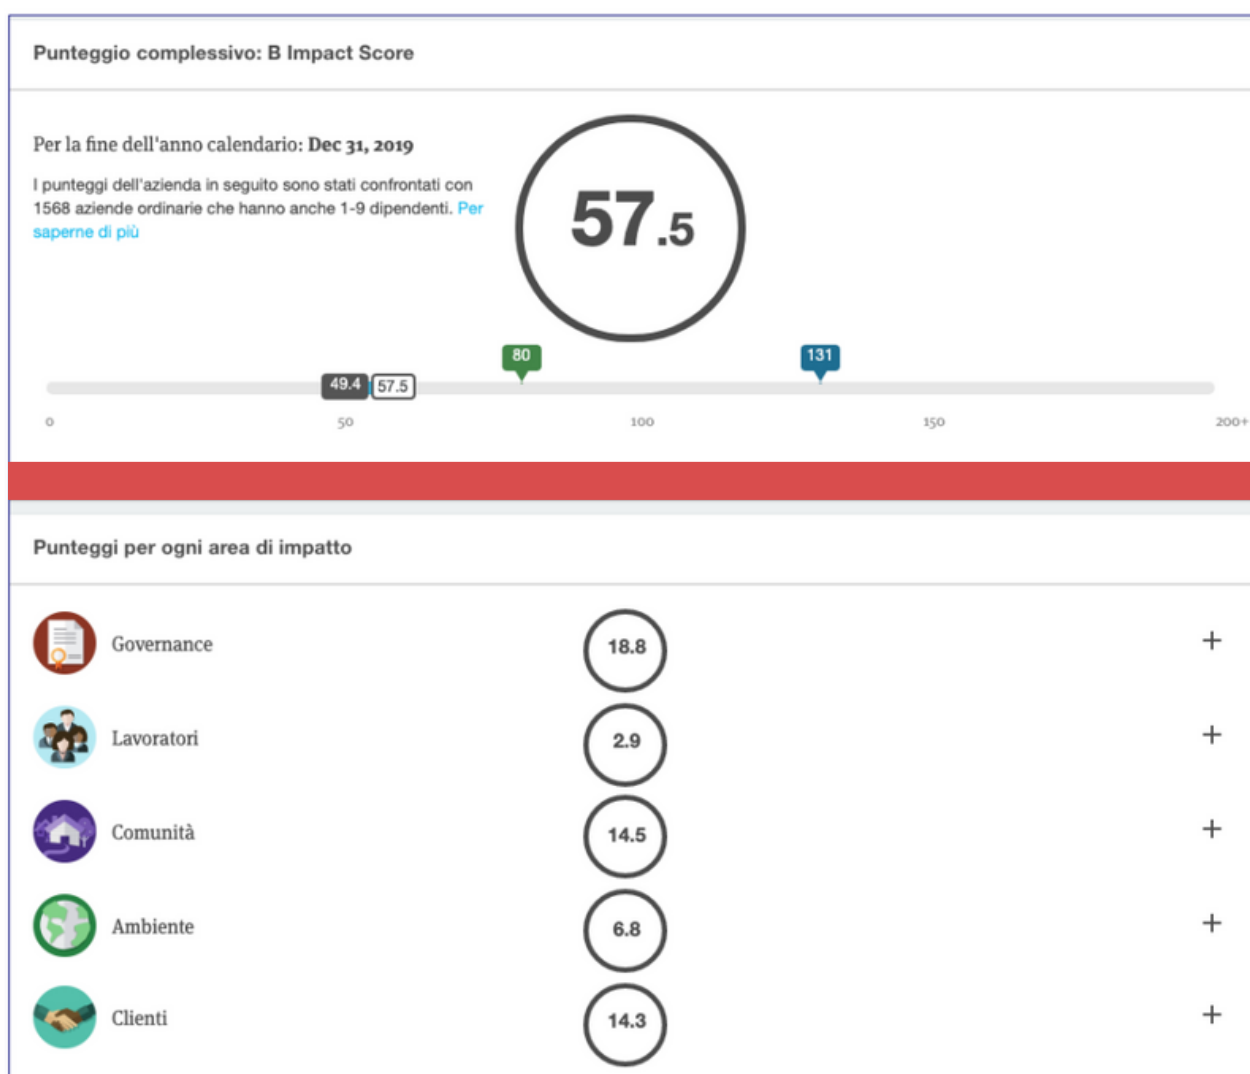 Punteggio complessivo: B Impact Score
Per la fine dell'anno calendario: Dec 31, 2019
I punteggi dell'azienda in seguito sono stati confrontati con
1568 aziende ordinarie che hanno anche 1-9 dipendenti. Per
saperne di più
57.5
80
131
49.4
57.5
0
50
100
150
200+
Punteggi per ogni area di impatto
Governance
18.8
+
Lavoratori
2.9
+
Comunità
14.5
+
Ambiente
6.8
+
Clienti
14.3
+